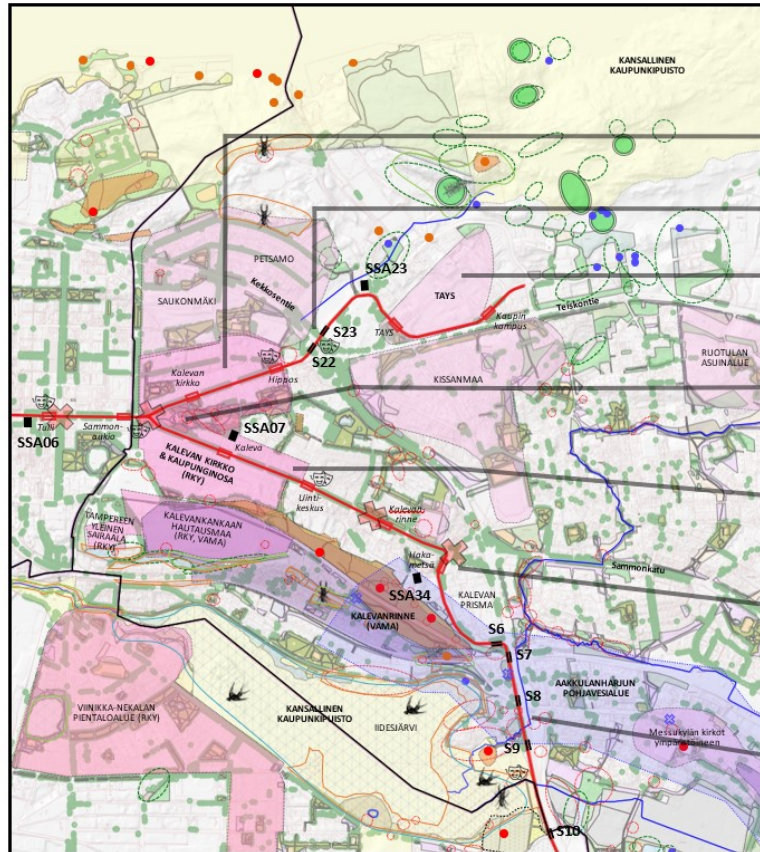 KANSALLINEN
KAUPUNKIPUISTO
PETSAMO
SSA23
SAUKONMÄKI
Kekkosentie
TAYS
S23
TAYS
Kaupin
kampus
Teiskontie
S22
RUOTULAN
ASUINALUE
Kalevan
kirkko
Hippos
KISSANMAA
Tulli
Sammon-
aukio
SSA06
SSA07
Kaleva
KALEVAN KIRKKO
& KAUPUNGINOSA
(RKY)
Uinti-
keskus
Kalevan-
rinne
TAMPEREEN
YLEINEN
SAIRAALA
(RKY)
KALEVANKANKAAN
HAUTAUSMAA
(RKY, VAMA)
Haka-
metsä
Sammonkatu
SSA34
KALEVAN
PRISMA
KALEVANRINNE
(VAMA)
S6
S7
AAKKULANHARJUN
POHJAVESIALUE
S8
KANSALLINEN
KAUPUNKIPUISTO
VIINIKKA-NEKALAN
PIENTALOALUE (RKY)
IIDESJÄRVI
Messukylän kirkot
ympäristöineen
S9
S10